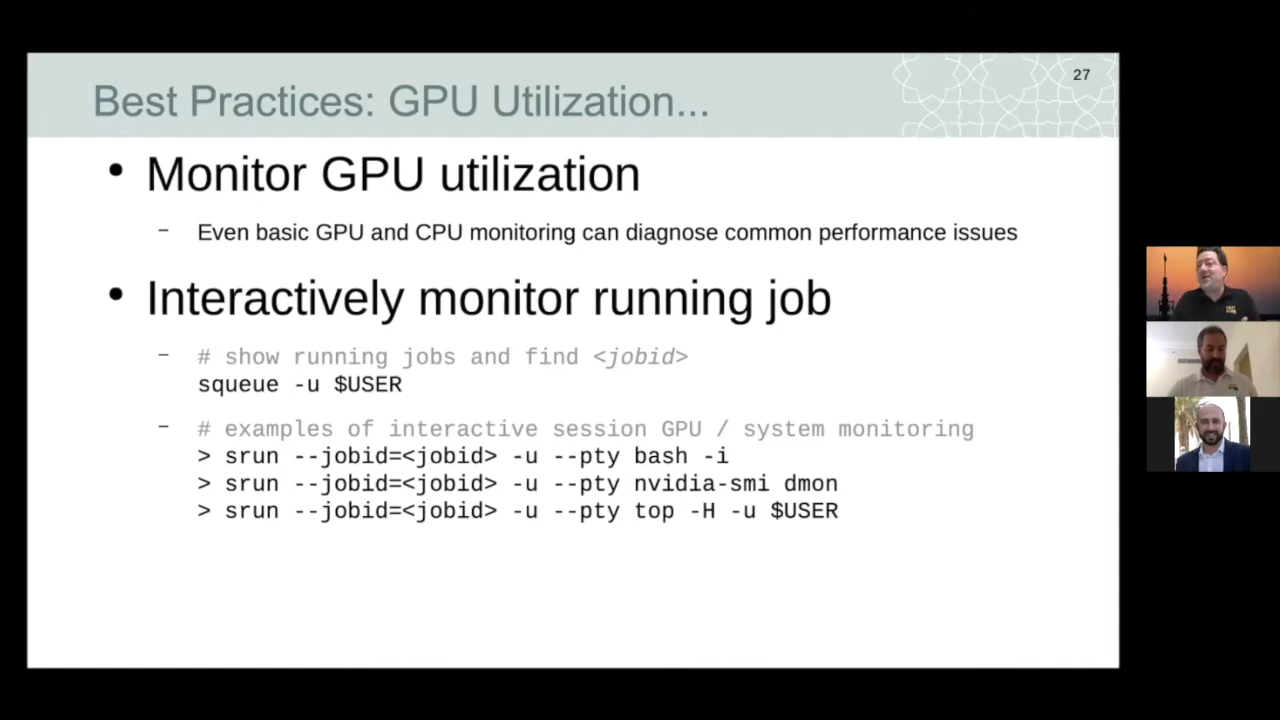 27
Best Practices: GPU Utilization...
• Monitor GPU utilization
– Even basic GPU and CPU monitoring can diagnose common performance issues
• Interactively monitor running job
– # show running jobs and find <jobid>
squeue -u $USER
– # examples of interactive session GPU / system monitoring
> srun --jobid=<jobid> -u --pty bash -i
> srun --jobid=<jobid> -u --pty nvidia-smi dmon
> srun --jobid=<jobid> -u --pty top -H -u $USER